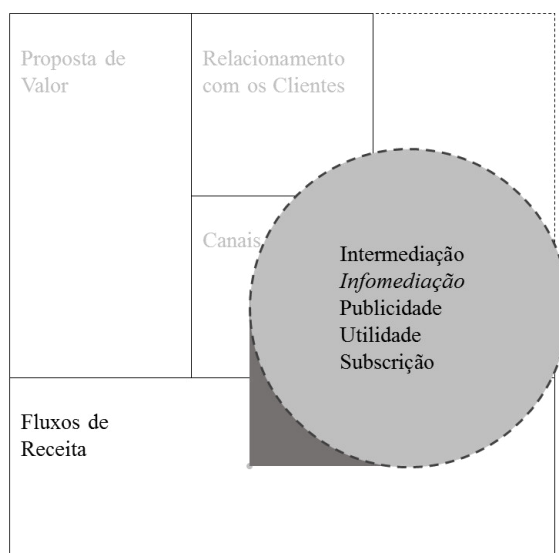 Proposta de
Valor
Relacionamento
com os Clientes
Canais
Intermediação
Infomediação
Publicidade
Utilidade
Subscrição
Fluxos de
Receita